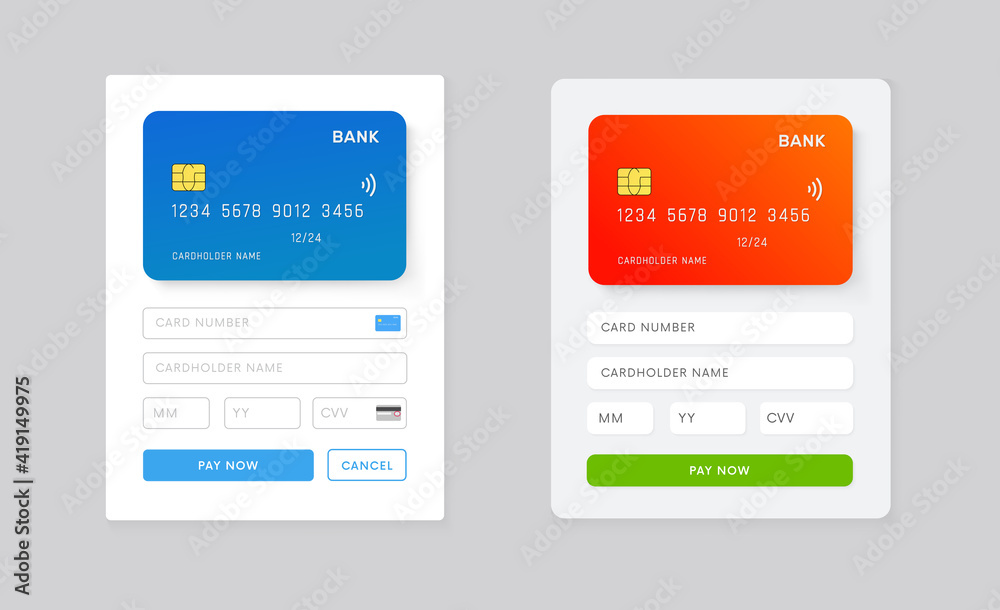 BANK
1234 5678 9012 3456
12/24
CARDHOLDER NAME
CARD NUMBER
CARDHOLDER NAME
MM YY CVV
PAY NOW CANCEL
BANK
1234 5678 9012 3456
12/24
CARDHOLDER NAME
CARD NUMBER
CARDHOLDER NAME
MM YY CVV
PAY NOW
Adobe Stock | #419149975
Adobe Stock